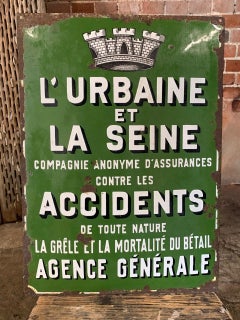 L'URBAINE
ET
LA SEINE
COMPAGNIE ANONYME D'ASSURANCES
CONTRE LES
ACCIDENTS
DE TOUTE NATURE
LA GRÊLE ET LA MORTALITÉ DU BÉTAIL
AGENCE GÉNÉRALE